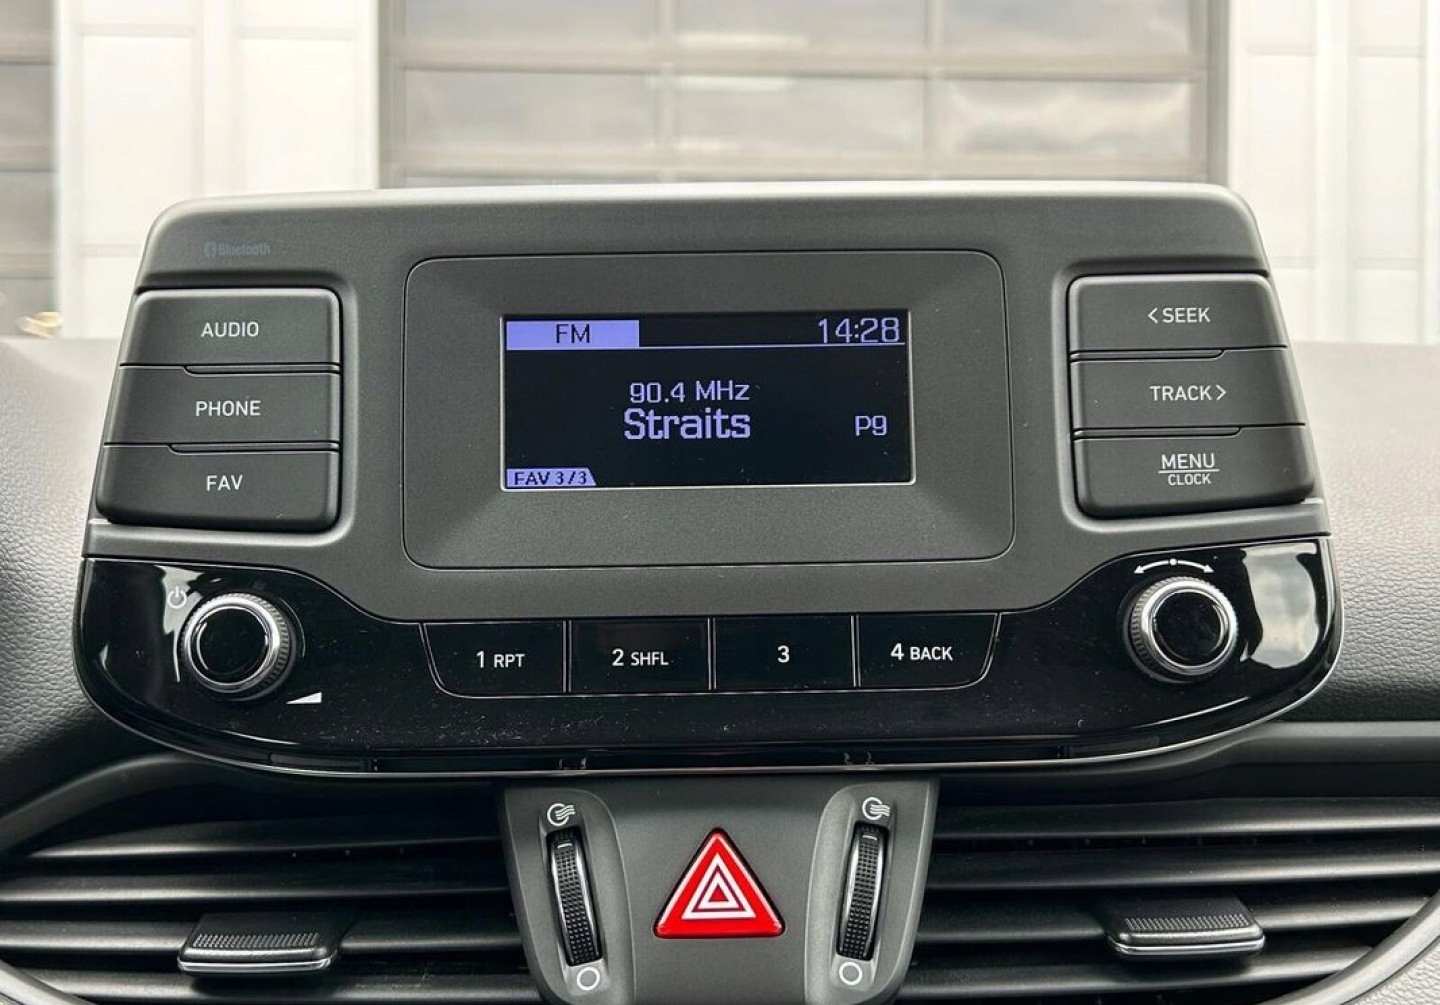 Bluetooth
AUDIO
PHONE
FAV
FM 14:28
90.4 MHz
Straits P9
FAV 3/3
<SEEK
TRACK>
MENU
CLOCK
1 RPT
2 SHFL
3
4 BACK